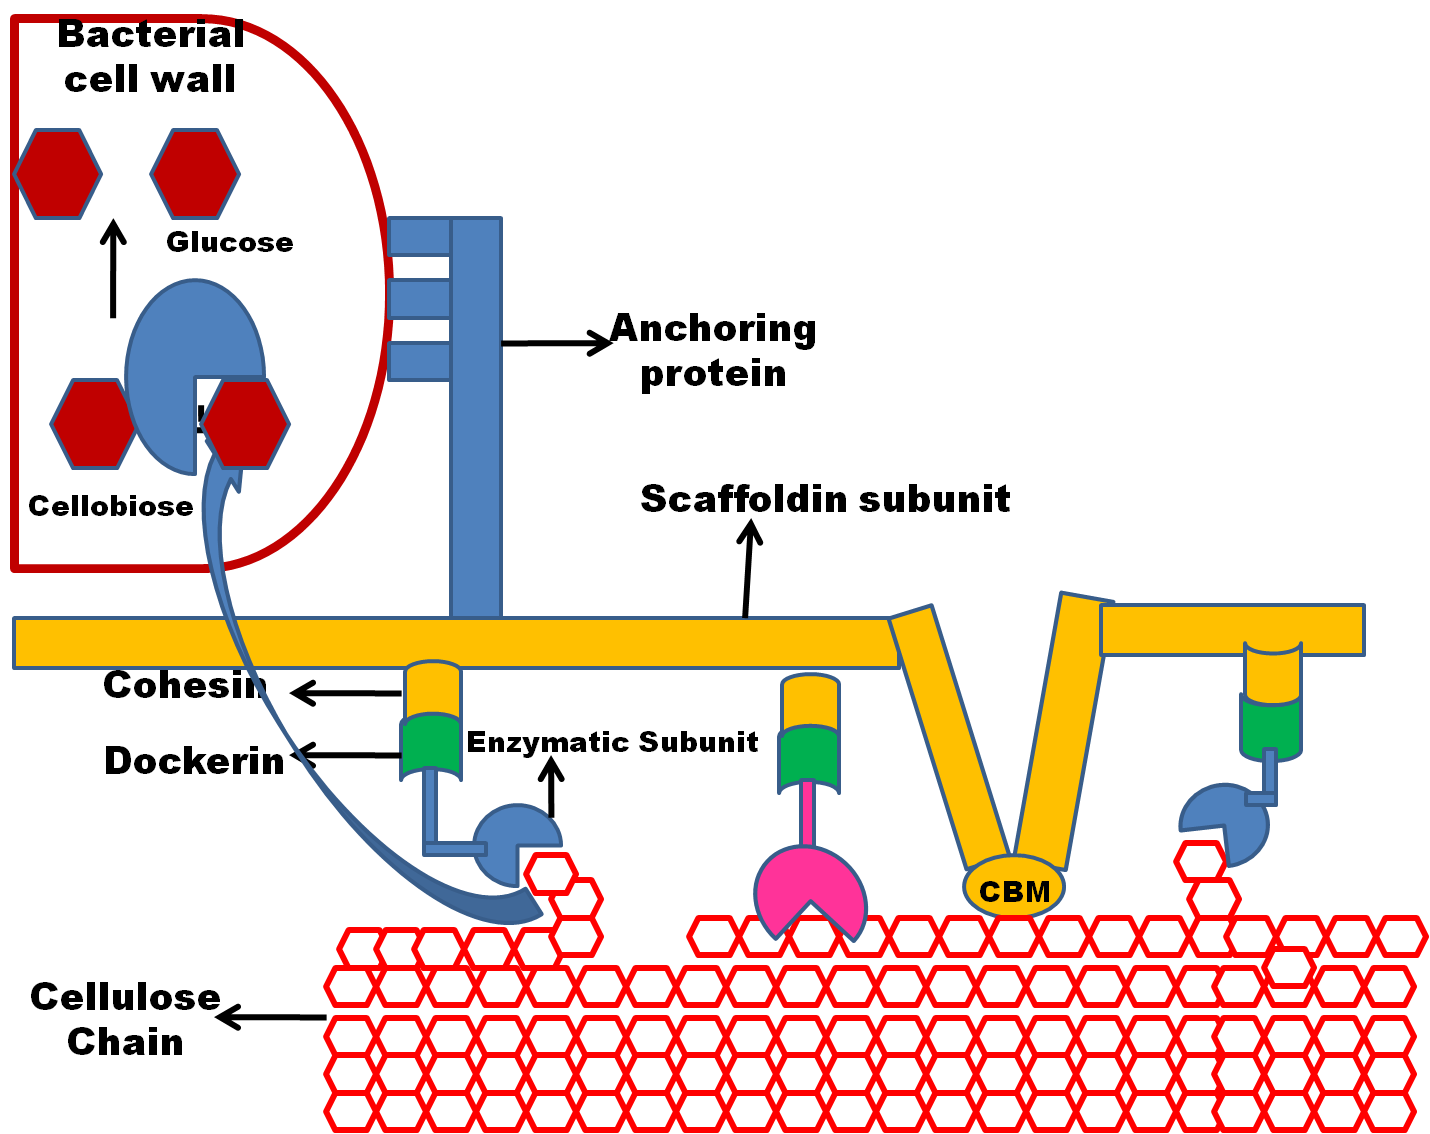 Bacterial
cell wall
Glucose
Cellobiose
Anchoring
protein
Scaffoldin subunit
Cohesin
Dockerin
Enzymatic Subunit
CBM
Cellulose
Chain